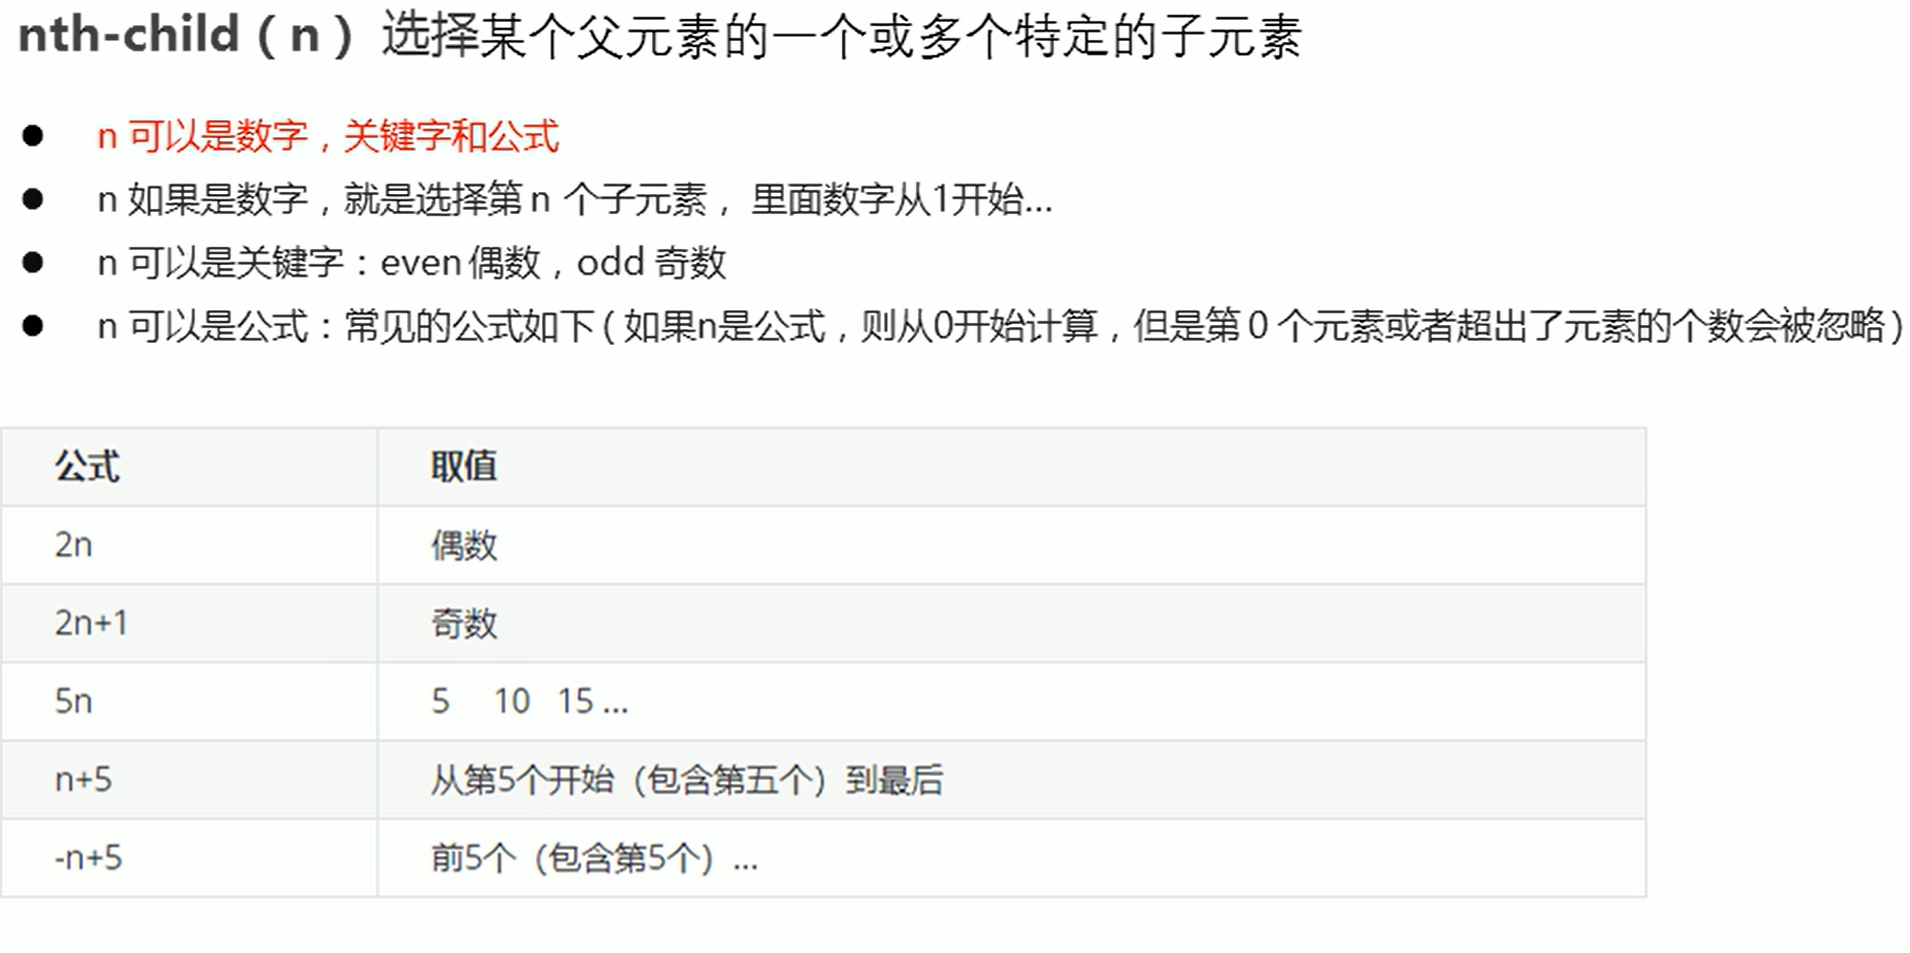 nth-child（n）选择某个父元素的一个或多个特定的子元素
● n 可以是数字，关键字和公式
● n 如果是数字，就是选择第 n 个子元素， 里面数字从1开始...
● n 可以是关键字：even 偶数，odd 奇数
● n 可以是公式：常见的公式如下 ( 如果n是公式，则从0开始计算，但是第 0 个元素或者超出了元素的个数会被忽略 )
公式 取值
2n 偶数
2n+1 奇数
5n 5 10 15 ...
n+5 从第5个开始（包含第五个）到最后
-n+5 前5个（包含第5个）...